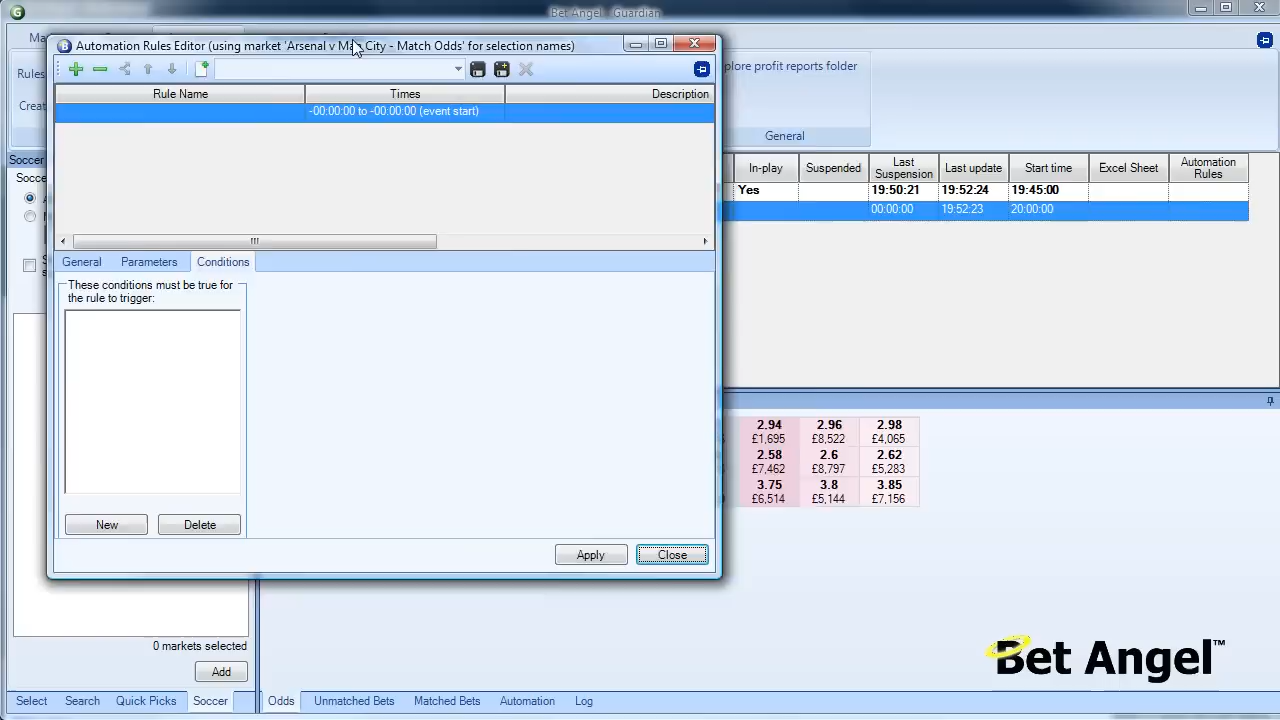 Bet Angel - Guardian
Automation Rules Editor (using market 'Arsenal v Man City - Match Odds' for selection names)
Rule Name
Times
Description
-00:00:00 to -00:00:00 (event start)
General
Parameters
Conditions
These conditions must be true for
the rule to trigger:
New
Delete
Apply
Close
Rules
Soccer
plore profit reports folder
General
In-play
Suspended
Last
Suspension
Last update
Start time
Excel Sheet
Automation
Rules
Yes
19:50:21
19:52:24
19:45:00
00:00:00
19:52:23
20:00:00
2.94
2.96
2.98
£1,695
£8,522
£4,065
2.58
2.6
2.62
£7,462
£8,797
£5,283
3.75
3.8
3.85
£6,514
£5,144
£7,156
0 markets selected
Add
Select
Search
Quick Picks
Soccer
Odds
Unmatched Bets
Matched Bets
Automation
Log
Bet Angel™